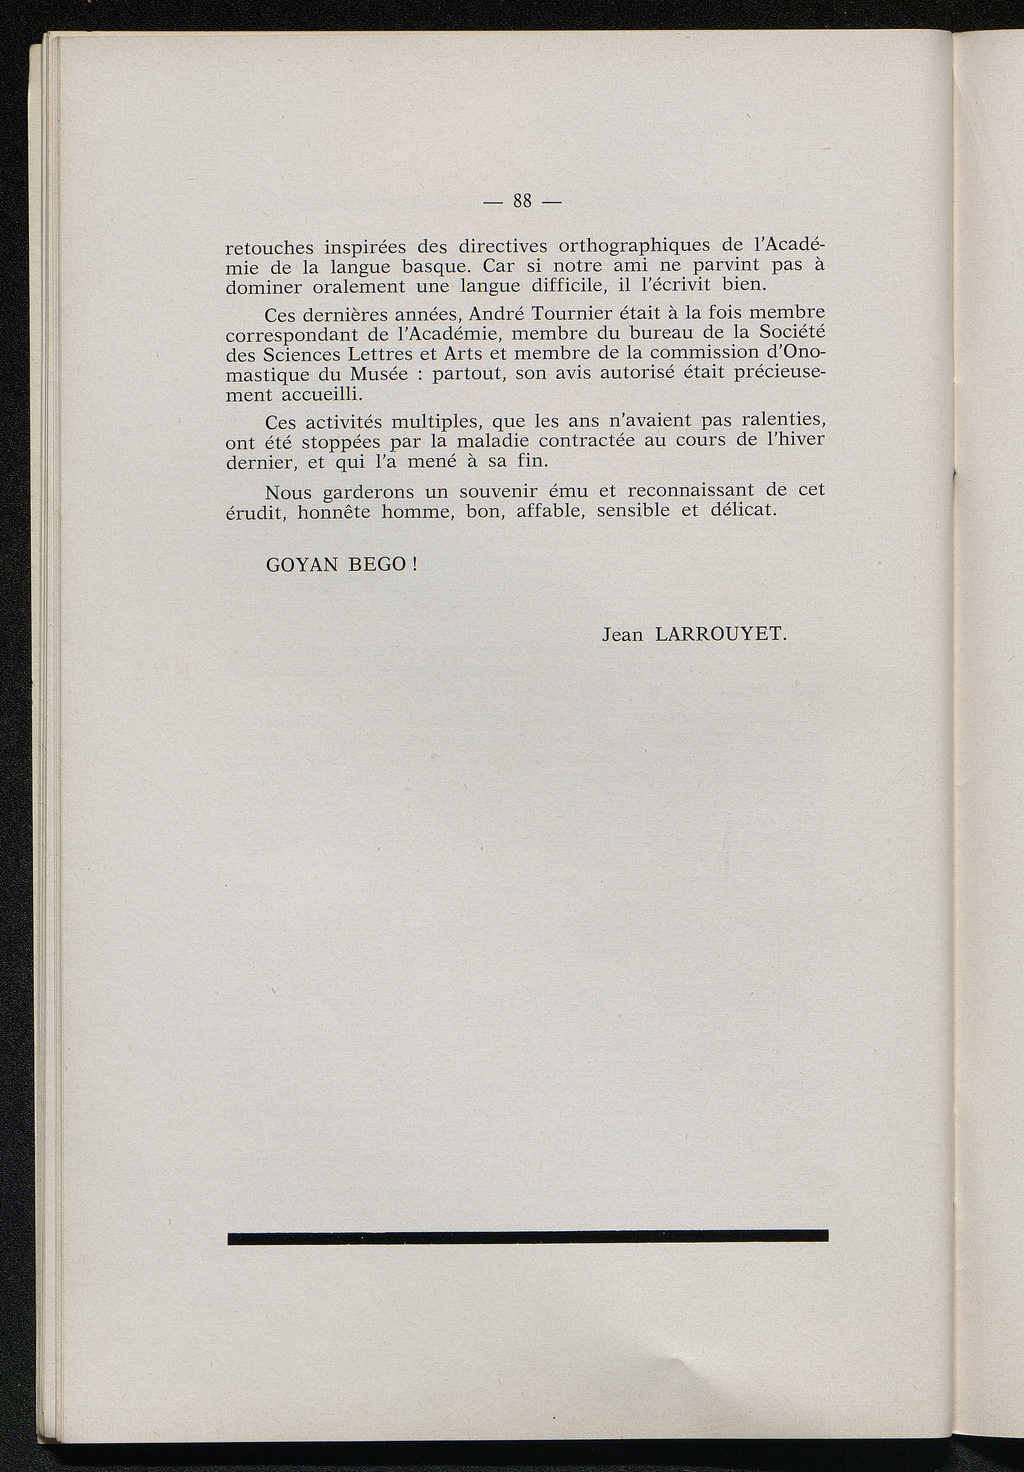 — 88 —
retouches inspirées des directives orthographiques de l'Acadé-
mie de la langue basque. Car si notre ami ne parvint pas à
dominer oralement une langue difficile, il l'écrivit bien.
Ces dernières années, André Tournier était à la fois membre
correspondant de l'Académie, membre du bureau de la Société
des Sciences Lettres et Arts et membre de la commission d'Ono-
mastique du Musée : partout, son avis autorisé était précieuse-
ment accueilli.
Ces activités multiples, que les ans n'avaient pas ralenties,
ont été stoppées par la maladie contractée au cours de l'hiver
dernier, et qui l'a mené à sa fin.
Nous garderons un souvenir ému et reconnaissant de cet
érudit, honnête homme, bon, affable, sensible et délicat.
GOYAN BEGO !
Jean LARROUYET.